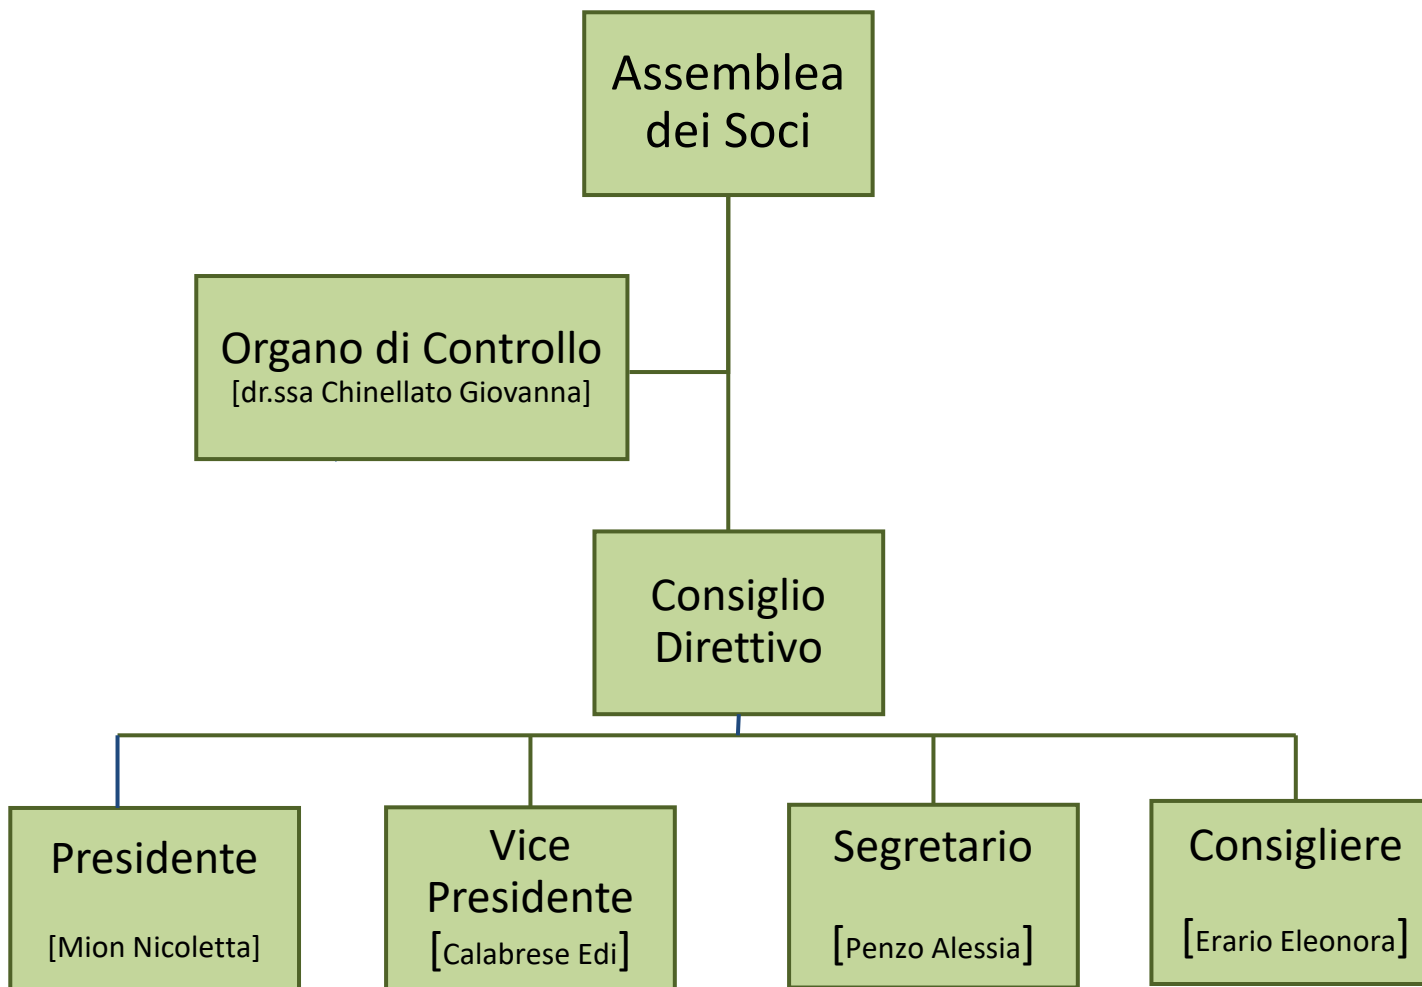 Assemblea
dei Soci
Organo di Controllo
[dr.ssa Chinellato Giovanna]
Consiglio
Direttivo
Presidente
[Mion Nicoletta]
Vice
Presidente
[Calabrese Edi]
Segretario
[Penzo Alessia]
Consigliere
[Erario Eleonora]